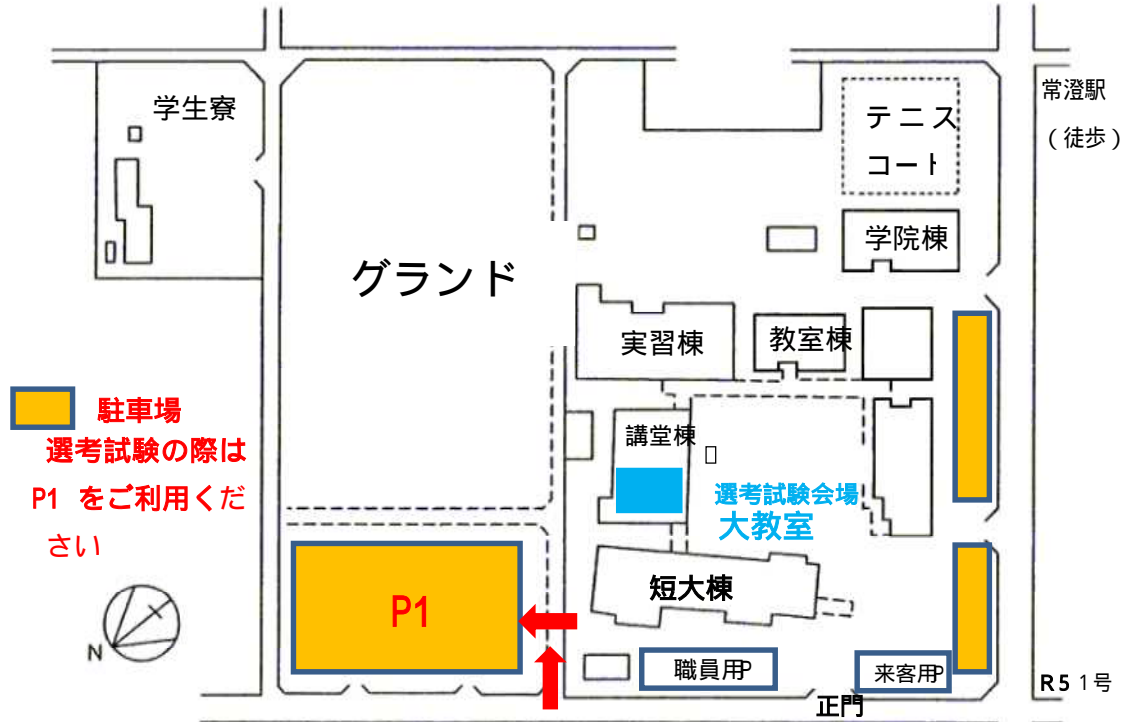 学生寮
テニス
コート
常澄駅
(徒歩)
学院棟
グランド
実習棟
教室棟
駐車場
選考試験の際は
P1 をご利用くだ
さい
講堂棟
選考試験会場
大教室
短大棟
P1
N
職員用P
来客用P
正門
R51号